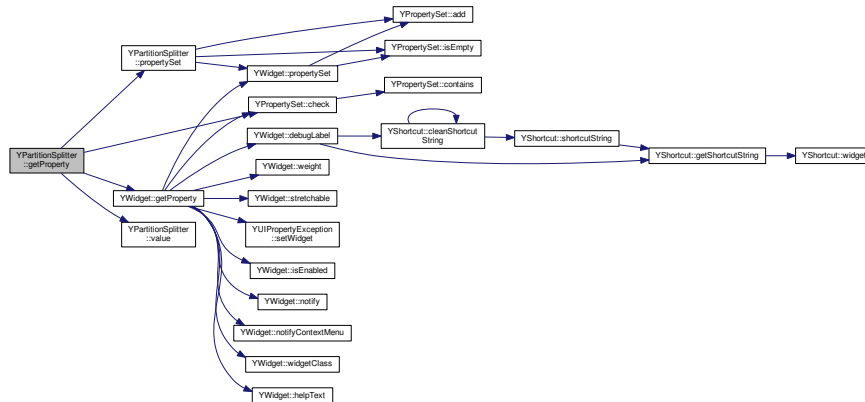 YPropertySet::add
YPartitionSplitter
::propertySet
YPropertySet::isEmpty
YWidget::propertySet
YPropertySet::contains
YPropertySet::check
YWidget::debugLabel
YShortcut::cleanShortcut
String
YShortcut::shortcutString
YPartitionSplitter
::getProperty
YShortcut::getShortcutString
YShortcut::widget
YWidget::weight
YWidget::getProperty
YWidget::stretchable
YPartitionSplitter
::value
YUIPropertyException
::setWidget
YWidget::isEnabled
YWidget::notify
YWidget::notifyContextMenu
YWidget::widgetClass
YWidget::helpText